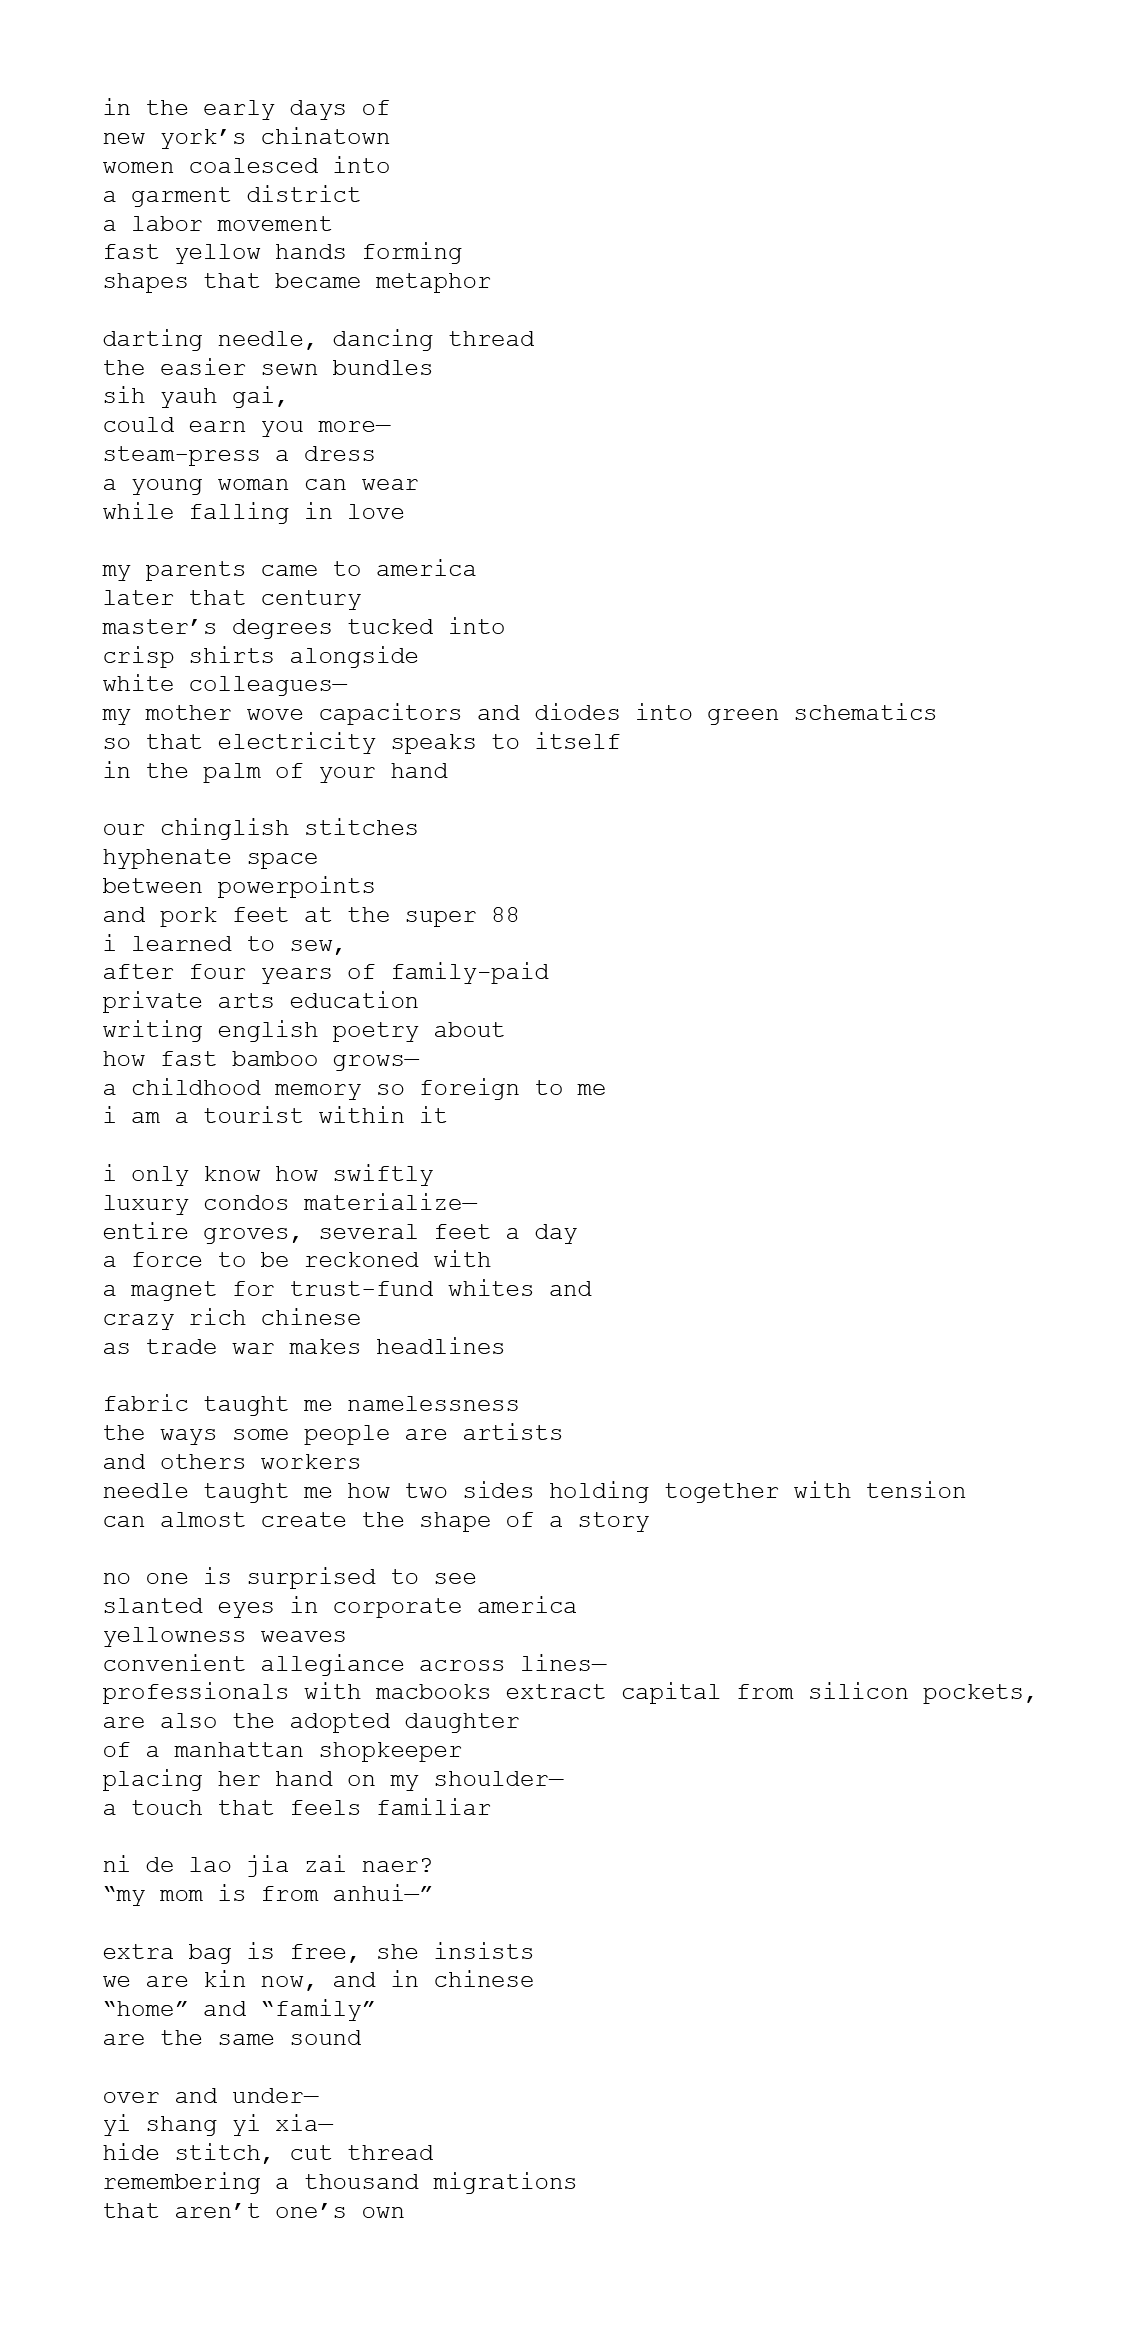 in the early days of
new york’s chinatown
women coalesced into
a garment district
a labor movement
fast yellow hands forming
shapes that became metaphor

darting needle, dancing thread
the easier sewn bundles
sih yauh gai,
could earn you more—
steam-press a dress
a young woman can wear
while falling in love

my parents came to america
later that century
master’s degrees tucked into
crisp shirts alongside
white colleagues—
my mother wove capacitors and diodes into green schematics
so that electricity speaks to itself
in the palm of your hand

our chinglish stitches
hyphenate space
between powerpoints
and pork feet at the super 88
i learned to sew,
after four years of family-paid
private arts education
writing english poetry about
how fast bamboo grows—
a childhood memory so foreign to me
i am a tourist within it

i only know how swiftly
luxury condos materialize—
entire groves, several feet a day
a force to be reckoned with
a magnet for trust-fund whites and
crazy rich chinese
as trade war makes headlines

fabric taught me namelessness
the ways some people are artists
and others workers
needle taught me how two sides holding together with tension
can almost create the shape of a story

no one is surprised to see
slanted eyes in corporate america
yellowness weaves
convenient allegiance across lines—
professionals with macbooks extract capital from silicon pockets,
are also the adopted daughter
of a manhattan shopkeeper
placing her hand on my shoulder—
a touch that feels familiar

ni de lao jia zai naer?
“my mom is from anhui—”

extra bag is free, she insists
we are kin now, and in chinese
“home” and “family”
are the same sound

over and under—
yi shang yi xia—
hide stitch, cut thread
remembering a thousand migrations
that aren’t one’s own